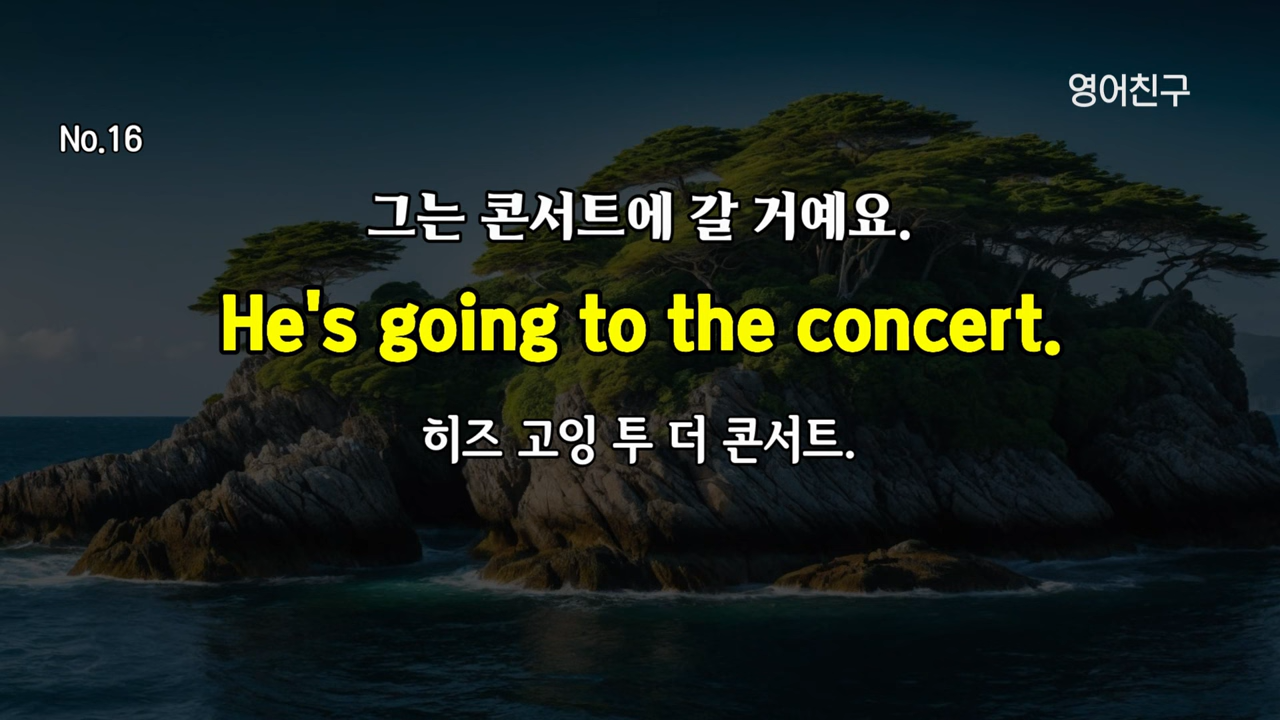 영어친구
No.16
그는 콘서트에 갈 거예요.
He's going to the concert.
히즈 고잉 투 더 콘서트.